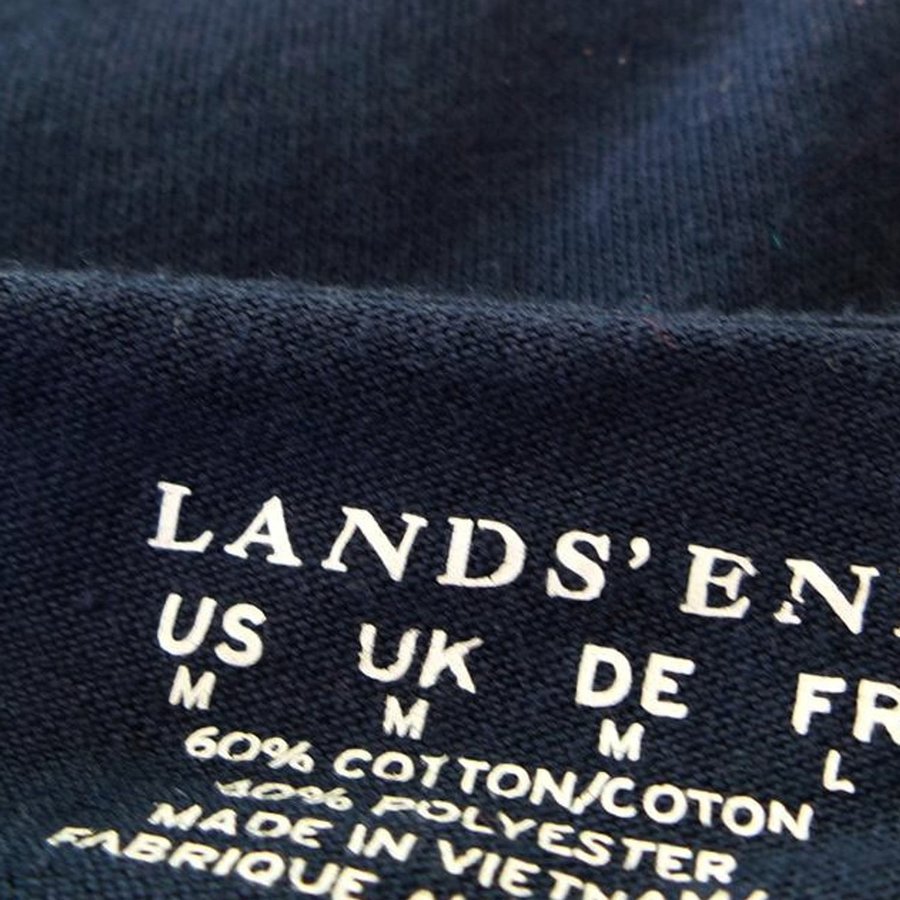 LANDS' EN
US UK DE FR
M M M L
60% COTTON/COTON
40% POLYESTER
MADE IN VIETNAM/
FABRIQUE